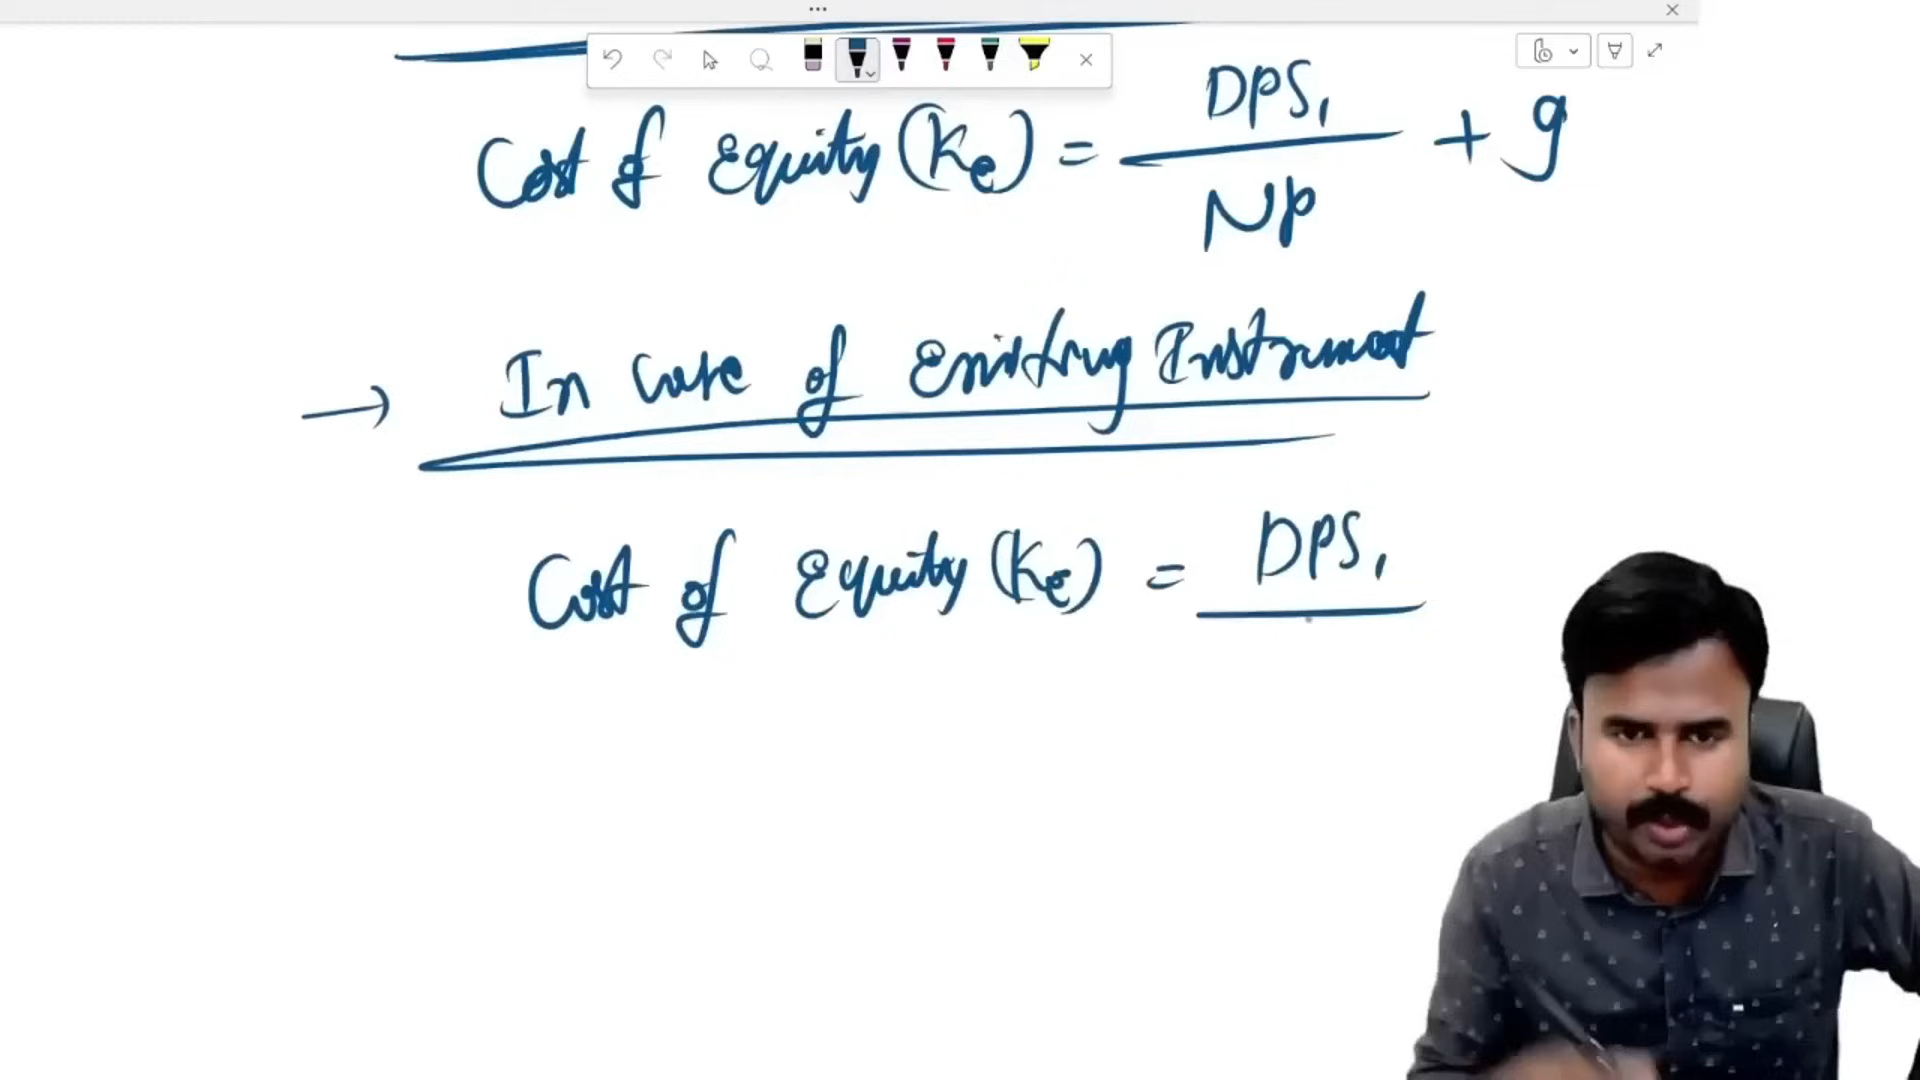 Cost of Equity (Ke) = DPS1 / NP + g
→ In case of Existing Instrument
Cost of Equity (Ke) = DPS1